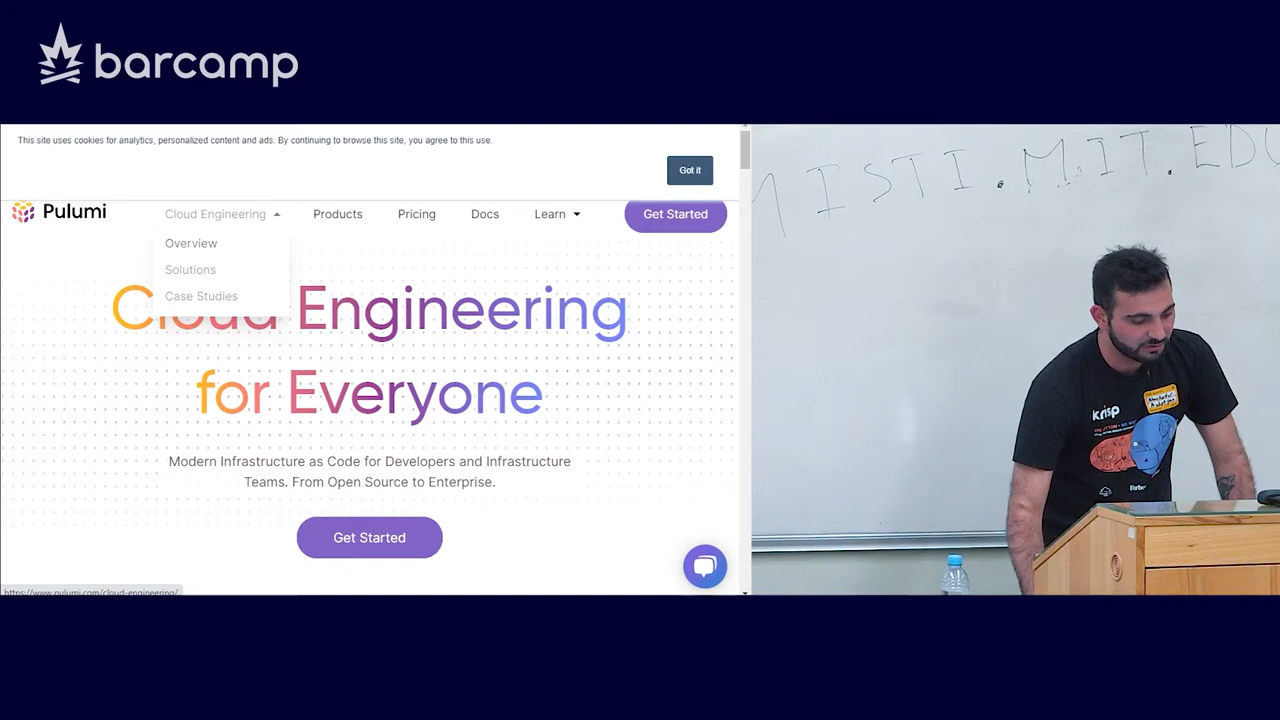 barcamp
This site uses cookies for analytics, personalized content and ads. By continuing to browse this site, you agree to this use.
Got it
Pulumi
Cloud Engineering
Products
Pricing
Docs
Learn
Get Started
Overview
Solutions
Case Studies
Cloud Engineering
for Everyone
Modern Infrastructure as Code for Developers and Infrastructure
Teams. From Open Source to Enterprise.
Get Started
https://www.pulumi.com/cloud-engineering/
MISTI.MIT.EDU
krisp
Forbes